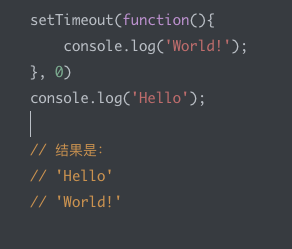 setTimeout(function(){
    console.log('World!');
}, 0)
console.log('Hello');
// 结果是:
// 'Hello'
// 'World!'